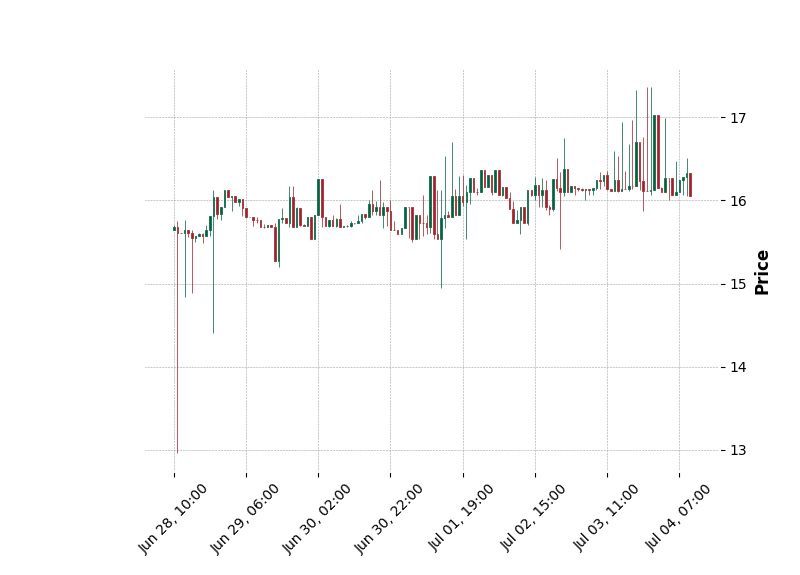 17
16
15
14
13
Price
Jun 28, 10:00
Jun 29, 06:00
Jun 30, 02:00
Jun 30, 22:00
Jul 01, 19:00
Jul 02, 15:00
Jul 03, 11:00
Jul 04, 07:00